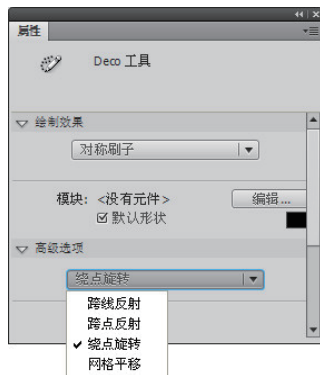 属性
Deco 工具
绘制效果
对称刷子
模块: <没有元件> 编辑...
默认形状
高级选项
绕点旋转
跨线反射
跨点反射
绕点旋转
网格平移